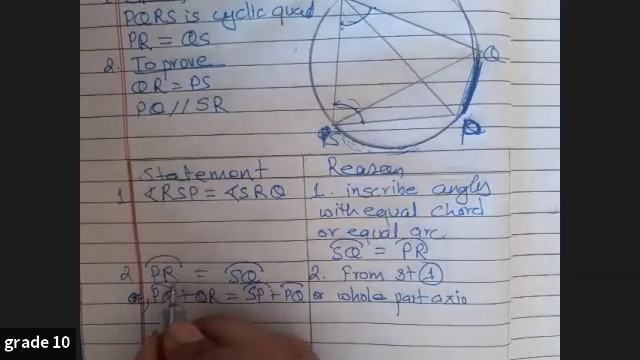 PQRS is cyclic quad
PR = QS
2. To prove
QR = PS
PQ // SR
Q
S
Statement Reason
1 ∢RSP = ∢SRQ 1. inscribe angles
with equal chord
or equal arc.
SQ = PR
2 PR = SQ 2. From st ①
or, PQ + QR = SP + PQ or whole part axio
grade 10